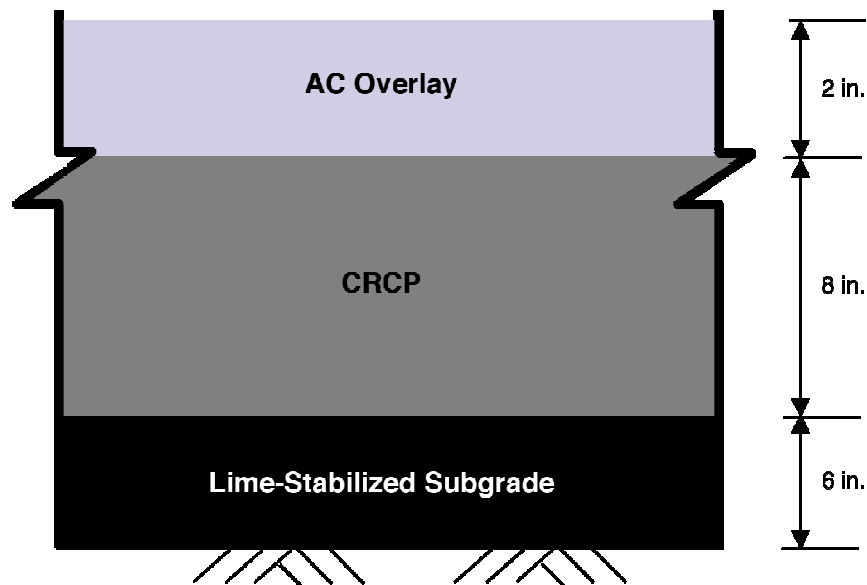 AC Overlay
2 in.
CRCP
8 in.
Lime-Stabilized Subgrade
6 in.